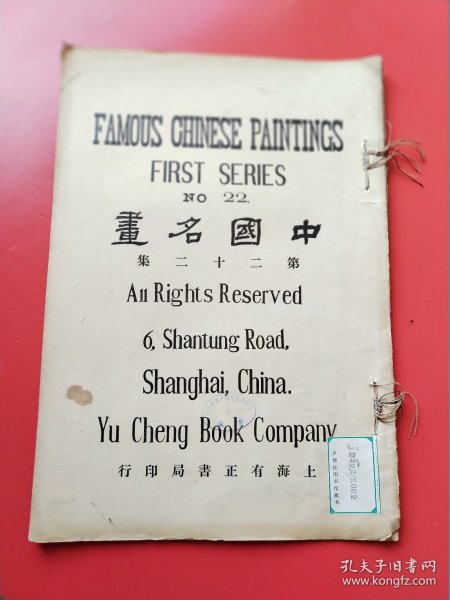 FAMOUS CHINESE PAINTINGS
FIRST SERIES
NO 22.
中國名畫
第二十二集
All Rights Reserved
6, Shantung Road,
Shanghai, China.
Yu Cheng Book Company
上海有正書局印行
孔夫子旧书网
www.kongfz.com